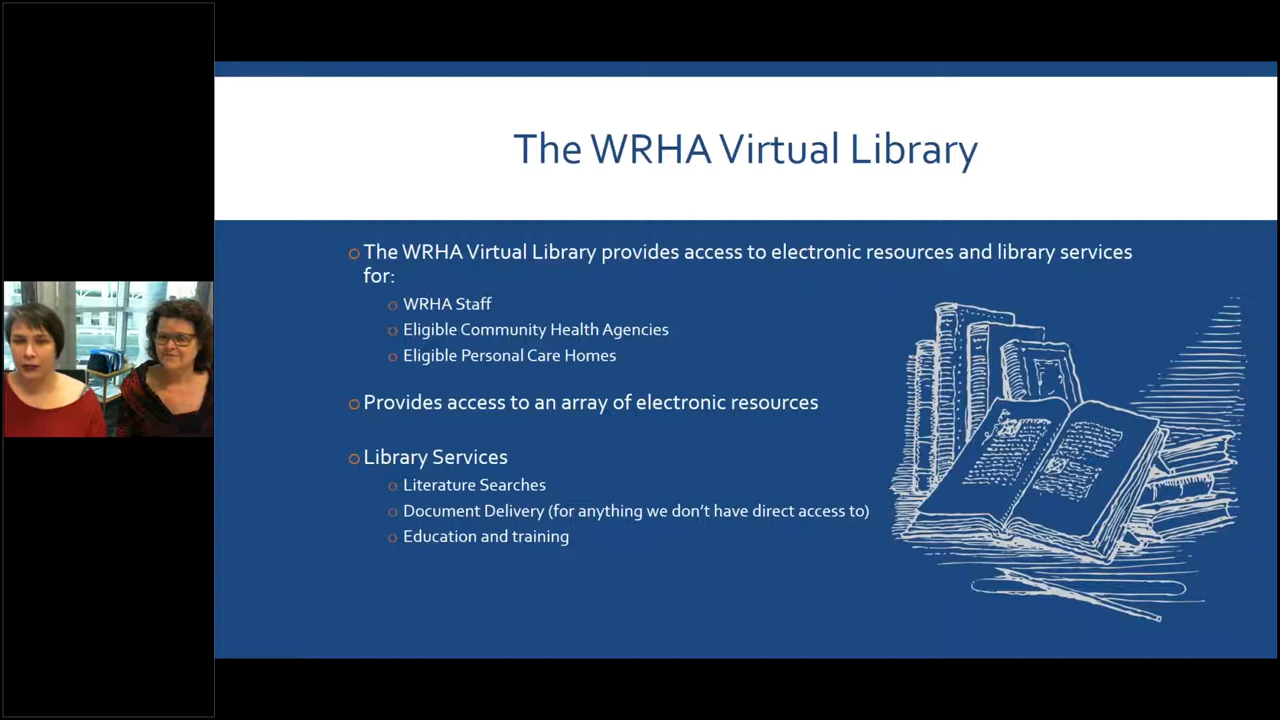 The WRHA Virtual Library
The WRHA Virtual Library provides access to electronic resources and library services
for:
WRHA Staff
Eligible Community Health Agencies
Eligible Personal Care Homes
Provides access to an array of electronic resources
Library Services
Literature Searches
Document Delivery (for anything we don't have direct access to)
Education and training